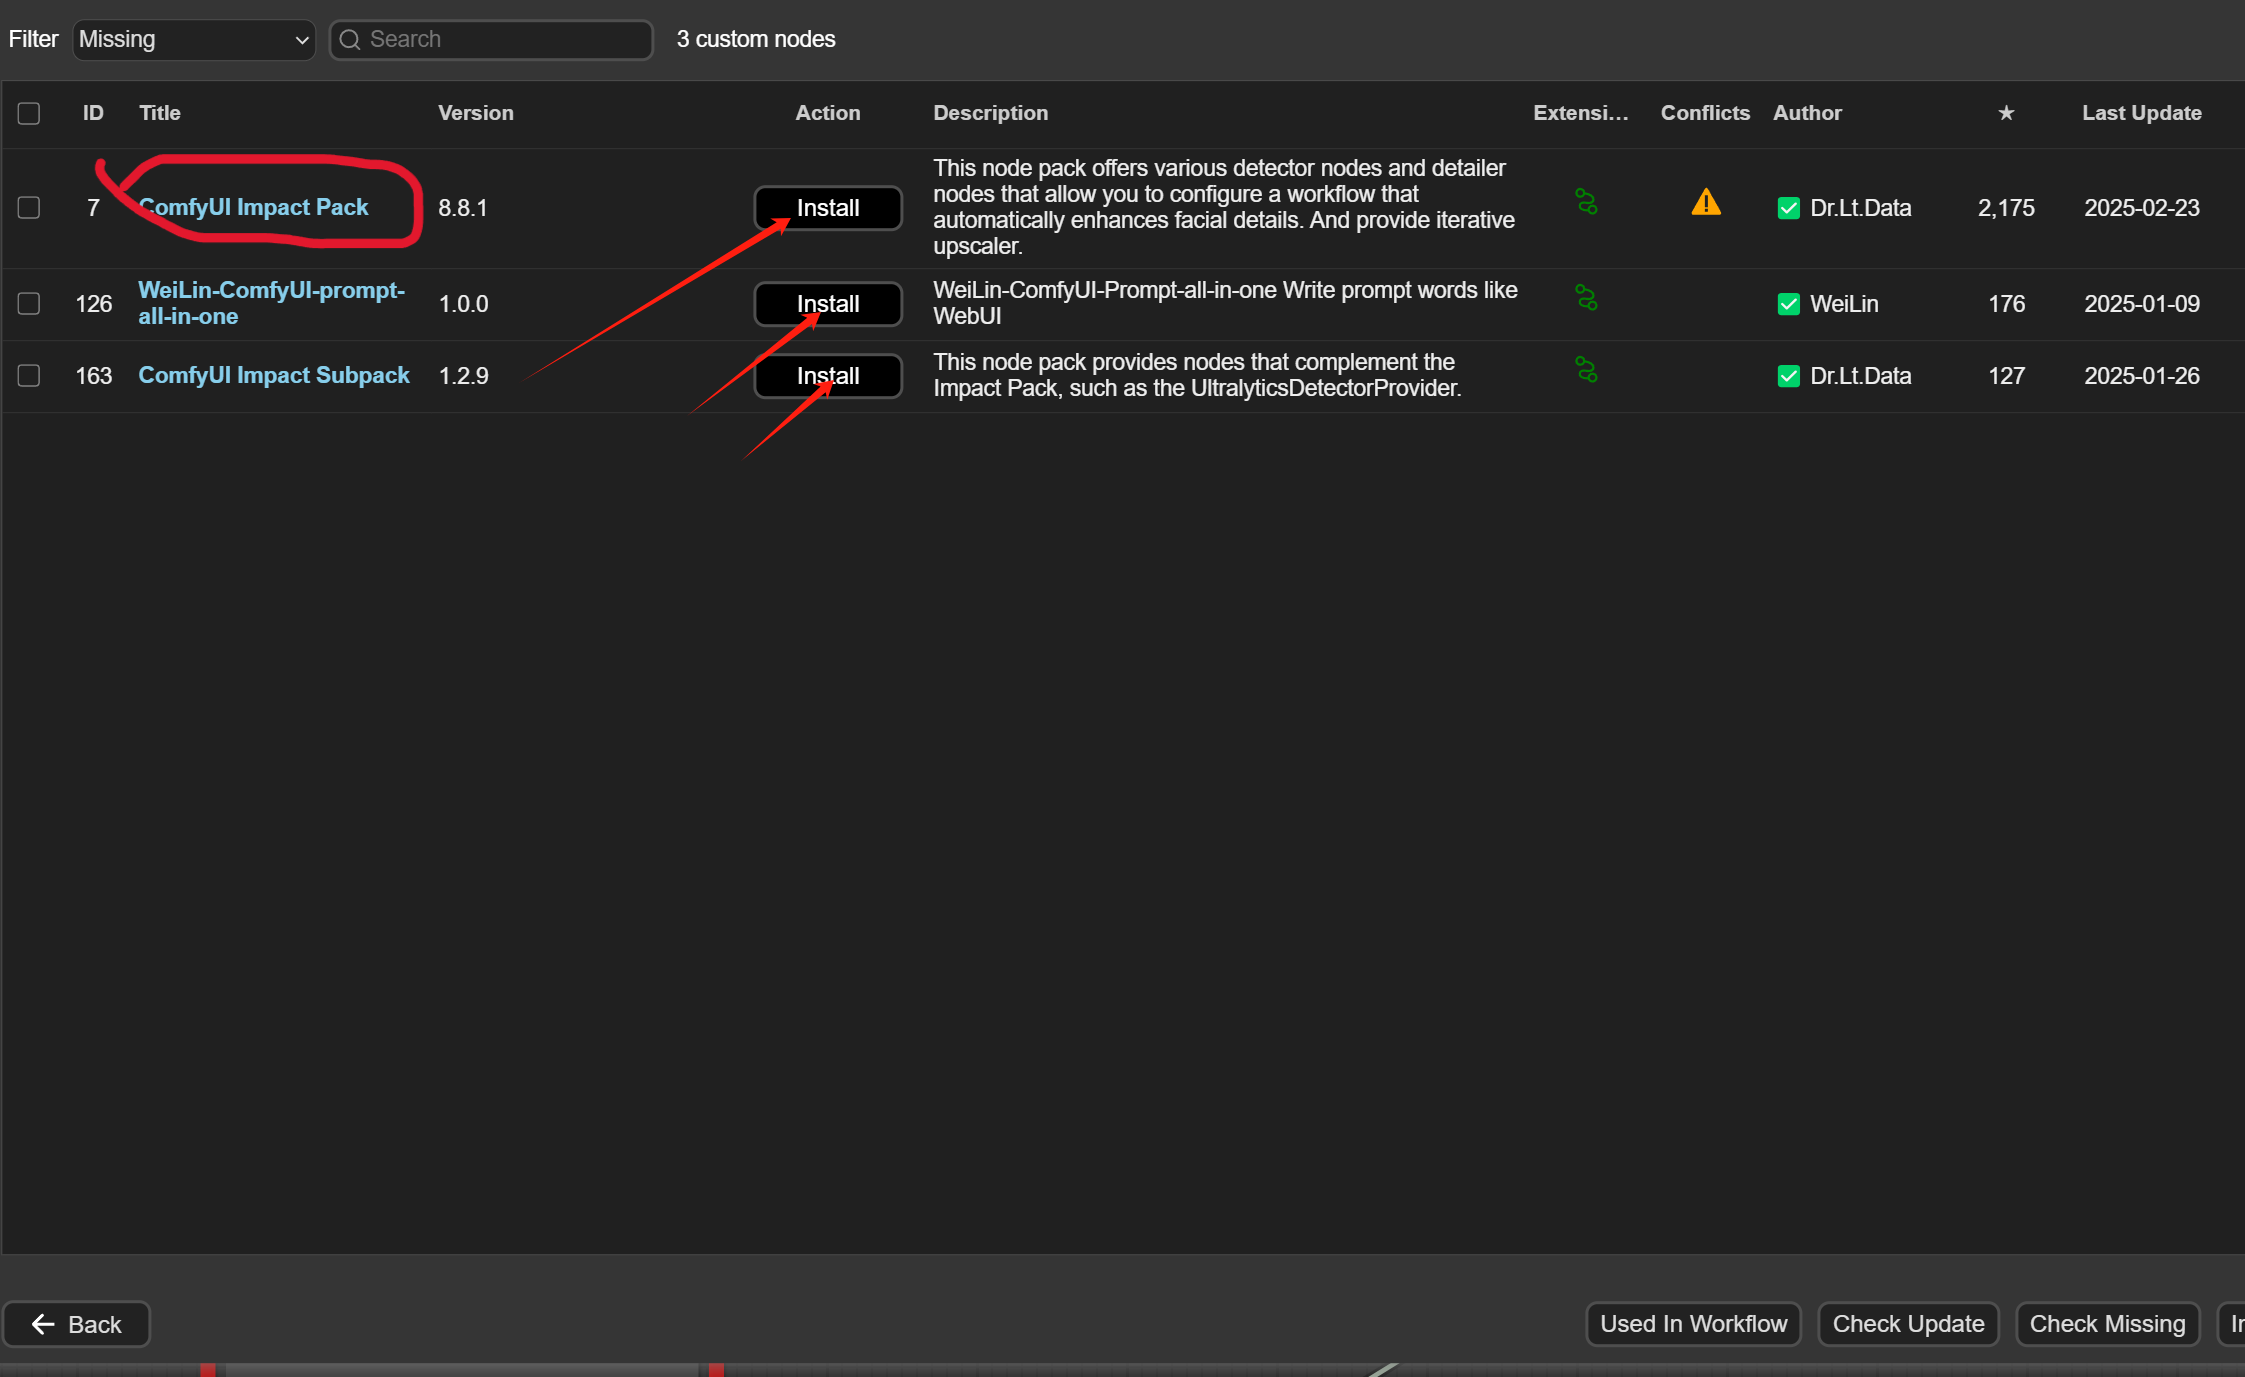 Filter Missing Search 3 custom nodes
ID Title Version Action Description Extensi... Conflicts Author ★ Last Update
7 ComfyUI Impact Pack 8.8.1 Install This node pack offers various detector nodes and detailer
nodes that allow you to configure a workflow that
automatically enhances facial details. And provide iterative
upscaler.
Dr.Lt.Data 2,175 2025-02-23
126 WeiLin-ComfyUI-prompt-
all-in-one 1.0.0 Install WeiLin-ComfyUI-Prompt-all-in-one Write prompt words like
WebUI
WeiLin 176 2025-01-09
163 ComfyUI Impact Subpack 1.2.9 Install This node pack provides nodes that complement the
Impact Pack, such as the UltralyticsDetectorProvider.
Dr.Lt.Data 127 2025-01-26
Back Used In Workflow Check Update Check Missing